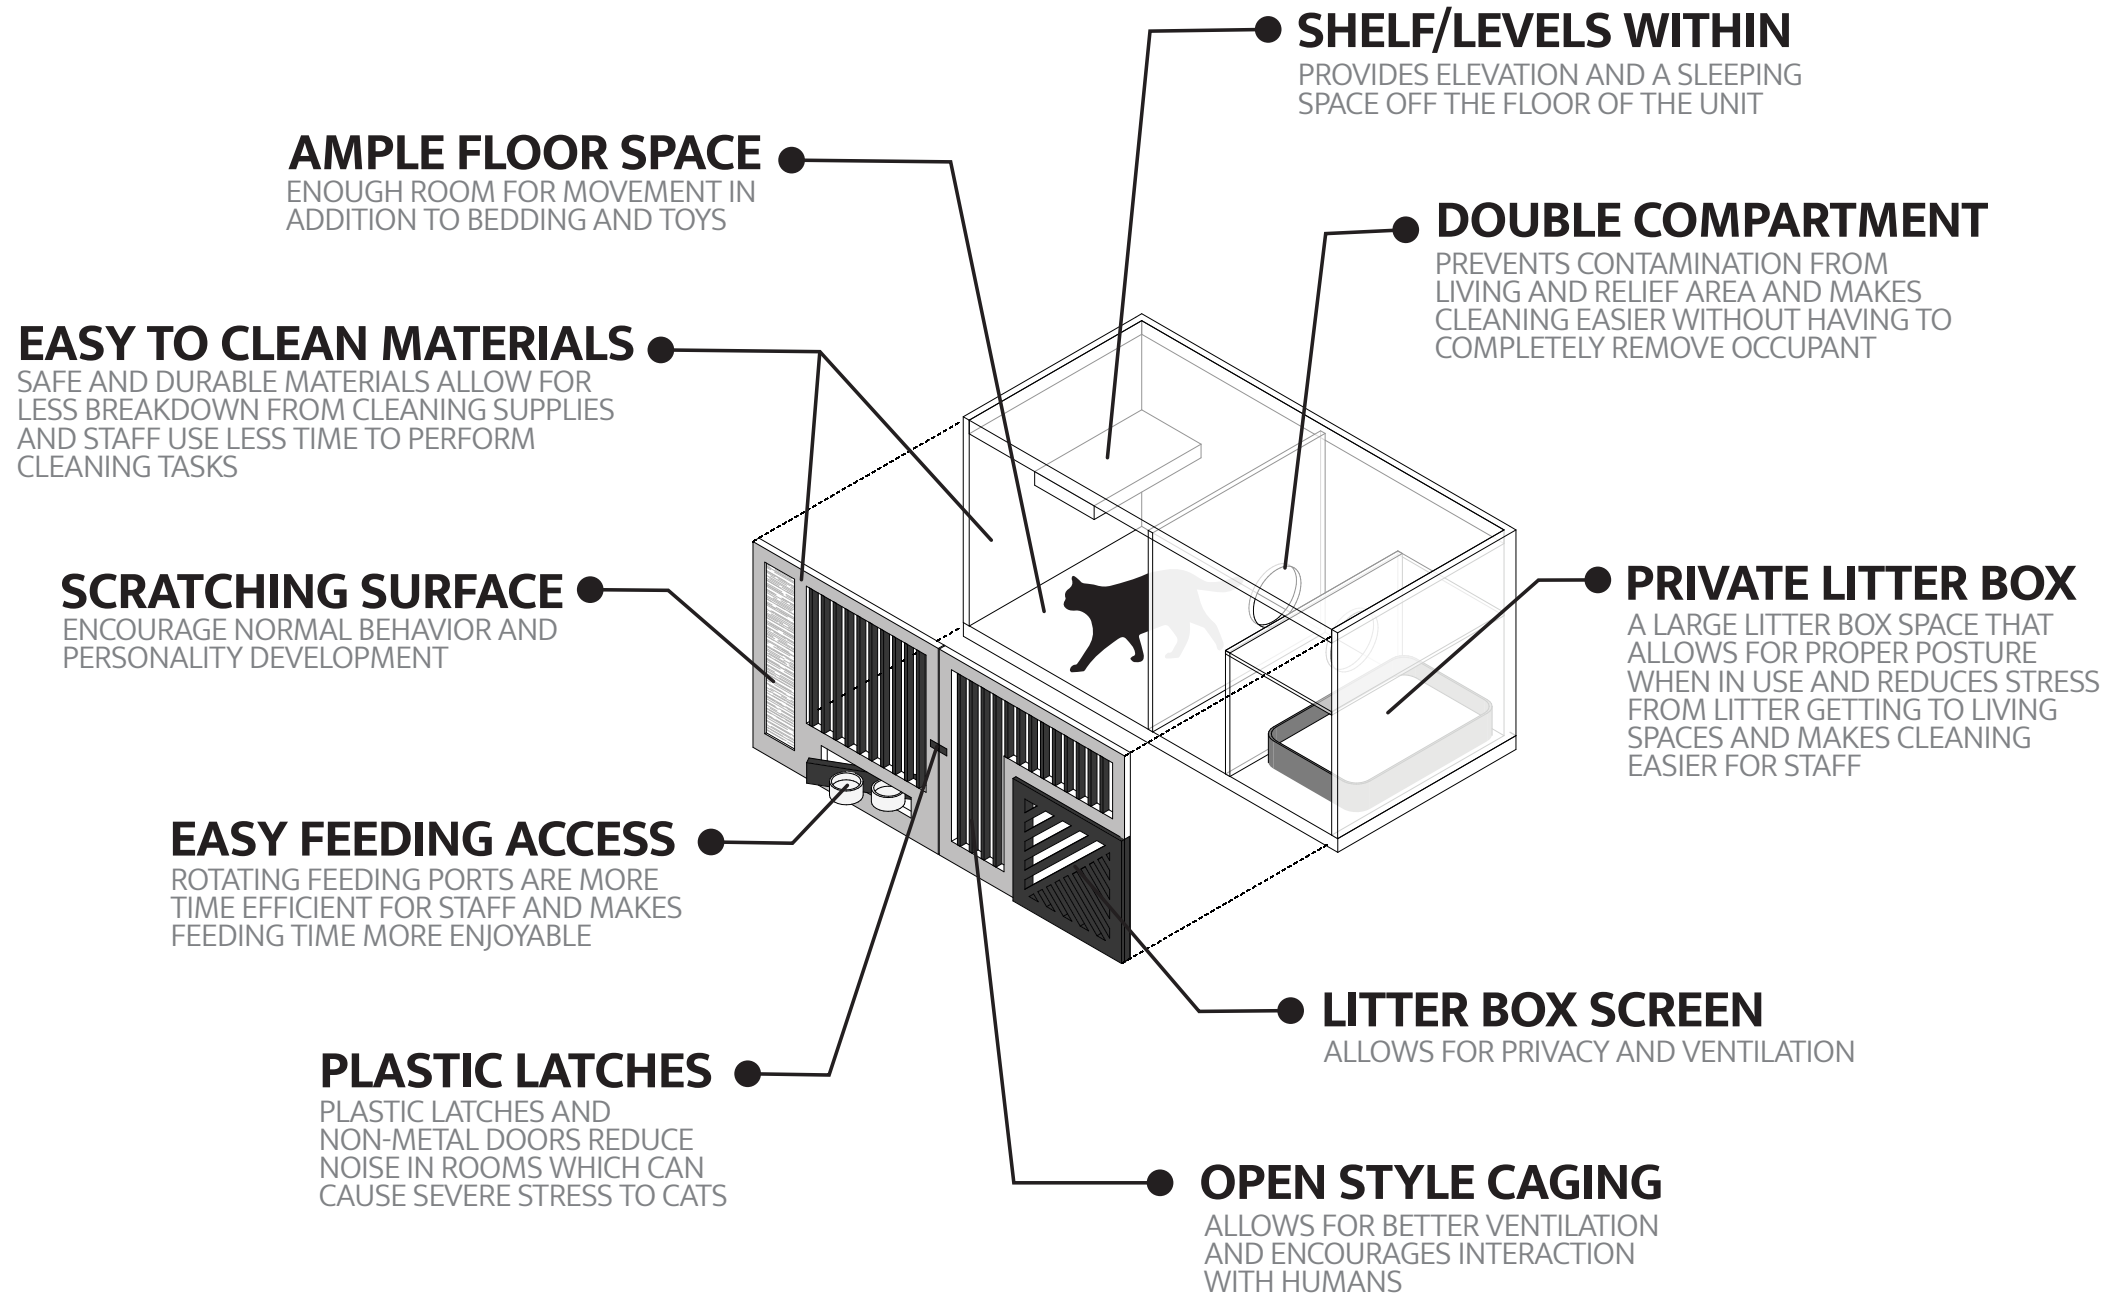 SHELF/LEVELS WITHIN
PROVIDES ELEVATION AND A SLEEPING
SPACE OFF THE FLOOR OF THE UNIT
AMPLE FLOOR SPACE
ENOUGH ROOM FOR MOVEMENT IN
ADDITION TO BEDDING AND TOYS
DOUBLE COMPARTMENT
PREVENTS CONTAMINATION FROM
LIVING AND RELIEF AREA AND MAKES
CLEANING EASIER WITHOUT HAVING TO
COMPLETELY REMOVE OCCUPANT
EASY TO CLEAN MATERIALS
SAFE AND DURABLE MATERIALS ALLOW FOR
LESS BREAKDOWN FROM CLEANING SUPPLIES
AND STAFF USE LESS TIME TO PERFORM
CLEANING TASKS
SCRATCHING SURFACE
ENCOURAGE NORMAL BEHAVIOR AND
PERSONALITY DEVELOPMENT
PRIVATE LITTER BOX
A LARGE LITTER BOX SPACE THAT
ALLOWS FOR PROPER POSTURE
WHEN IN USE AND REDUCES STRESS
FROM LITTER GETTING TO LIVING
SPACES AND MAKES CLEANING
EASIER FOR STAFF
EASY FEEDING ACCESS
ROTATING FEEDING PORTS ARE MORE
TIME EFFICIENT FOR STAFF AND MAKES
FEEDING TIME MORE ENJOYABLE
LITTER BOX SCREEN
ALLOWS FOR PRIVACY AND VENTILATION
PLASTIC LATCHES
PLASTIC LATCHES AND
NON-METAL DOORS REDUCE
NOISE IN ROOMS WHICH CAN
CAUSE SEVERE STRESS TO CATS
OPEN STYLE CAGING
ALLOWS FOR BETTER VENTILATION
AND ENCOURAGES INTERACTION
WITH HUMANS